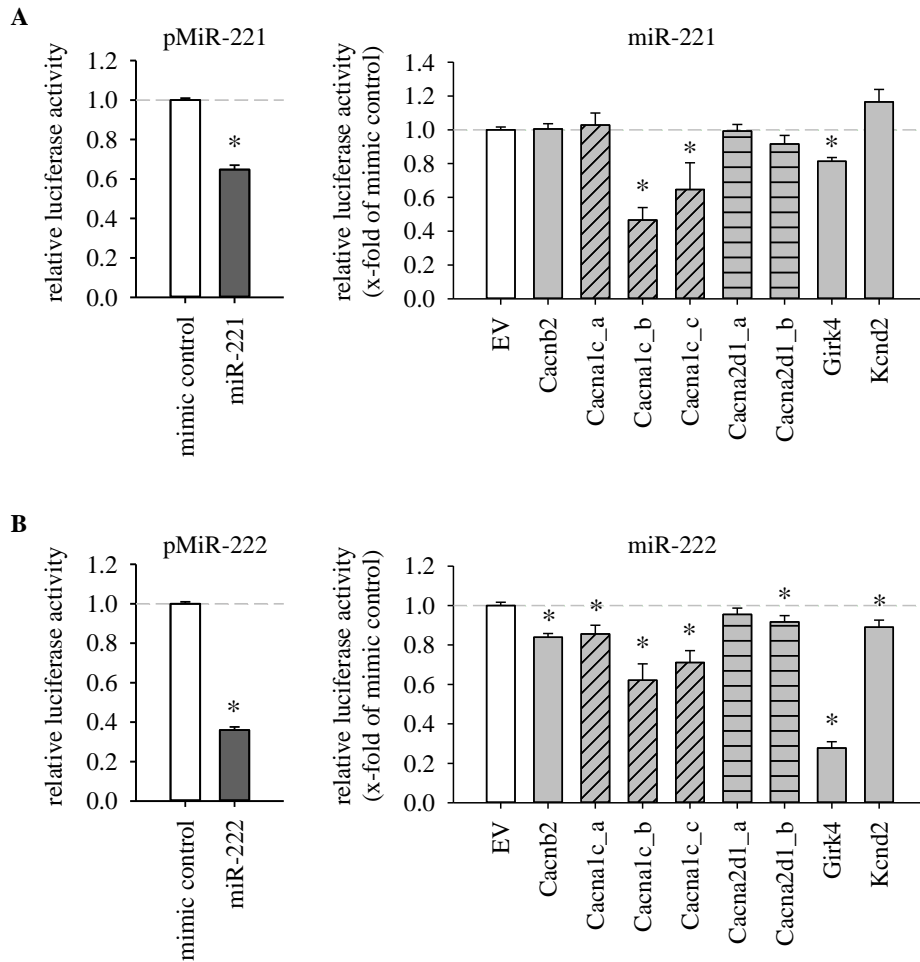 A
pMiR-221
miR-221
relative luciferase activity
1.2
1.0
0.8
0.6
0.4
0.2
0.0
*
mimic control
miR-221
relative luciferase activity
(x-fold of mimic control)
1.4
1.2
1.0
0.8
0.6
0.4
0.2
0.0
* * *
EV
Cacnb2
Cacna1c_a
Cacna1c_b
Cacna1c_c
Cacna2d1_a
Cacna2d1_b
Girk4
Kcnd2
B
pMiR-222
miR-222
relative luciferase activity
1.2
1.0
0.8
0.6
0.4
0.2
0.0
*
mimic control
miR-222
relative luciferase activity
(x-fold of mimic control)
1.2
1.0
0.8
0.6
0.4
0.2
0.0
* * * * * * *
EV
Cacnb2
Cacna1c_a
Cacna1c_b
Cacna1c_c
Cacna2d1_a
Cacna2d1_b
Girk4
Kcnd2